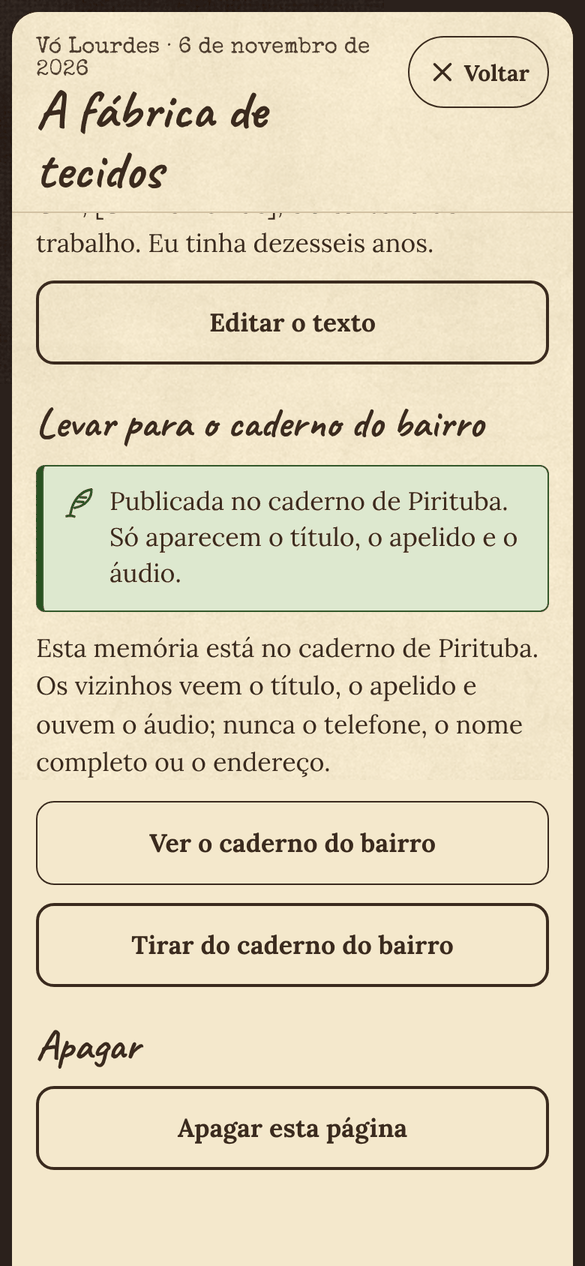 Vó Lourdes · 6 de novembro de
2026
A fábrica de
tecidos
Voltar
trabalho. Eu tinha dezesseis anos.
Editar o texto
Levar para o caderno do bairro
Publicada no caderno de Pirituba.
Só aparecem o título, o apelido e o
áudio.
Esta memória está no caderno de Pirituba.
Os vizinhos veem o título, o apelido e
ouvem o áudio; nunca o telefone, o nome
completo ou o endereço.
Ver o caderno do bairro
Tirar do caderno do bairro
Apagar
Apagar esta página